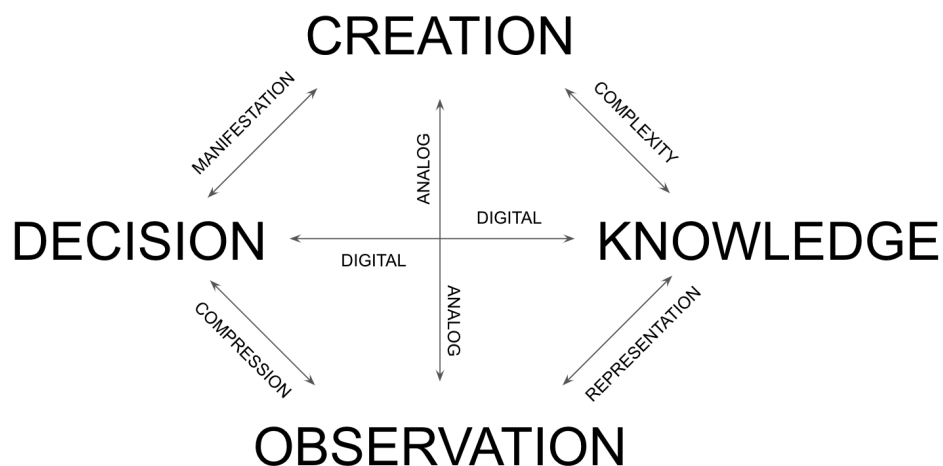 CREATION
MANIFESTATION
COMPLEXITY
ANALOG
DIGITAL
DECISION
KNOWLEDGE
DIGITAL
ANALOG
COMPRESSION
REPRESENTATION
OBSERVATION